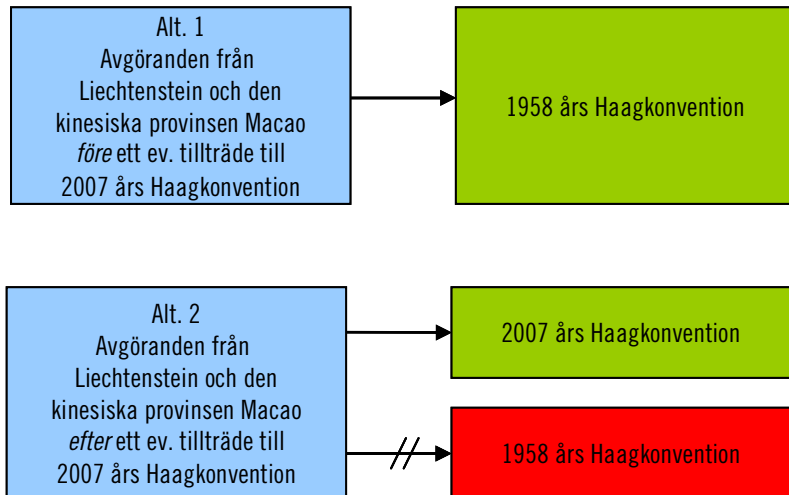 Alt. 1
Avgöranden från
Liechtenstein och den
kinesiska provinsen Macao
före ett ev. tillträde till
2007 års Haagkonvention
1958 års Haagkonvention
Alt. 2
Avgöranden från
Liechtenstein och den
kinesiska provinsen Macao
efter ett ev. tillträde till
2007 års Haagkonvention
2007 års Haagkonvention
1958 års Haagkonvention